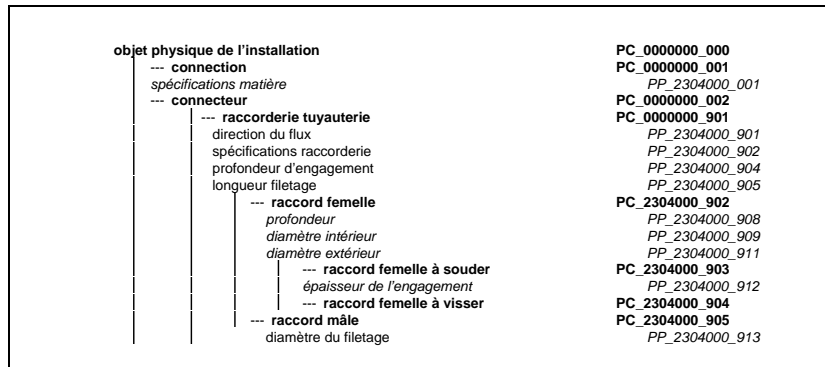 objet physique de l'installation PC_0000000_000
--- connection PC_0000000_001
spécifications matière PP_2304000_001
--- connecteur PC_0000000_002
--- raccorderie tuyauterie PC_0000000_901
direction du flux PP_2304000_901
spécifications raccorderie PP_2304000_902
profondeur d'engagement PP_2304000_904
longueur filetage PP_2304000_905
--- raccord femelle PC_2304000_902
profondeur PP_2304000_908
diamètre intérieur PP_2304000_909
diamètre extérieur PP_2304000_911
--- raccord femelle à souder PC_2304000_903
épaisseur de l'engagement PP_2304000_912
--- raccord femelle à visser PC_2304000_904
--- raccord mâle PC_2304000_905
diamètre du filetage PP_2304000_913